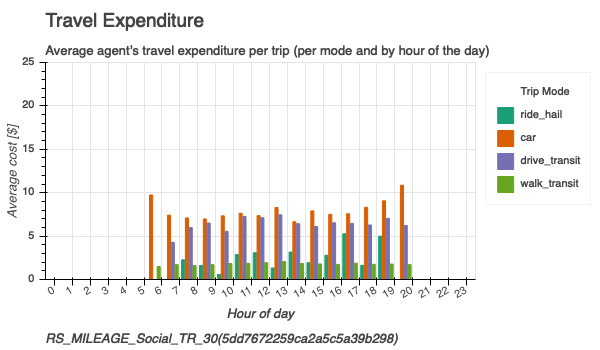 Travel Expenditure
Average agent's travel expenditure per trip (per mode and by hour of the day)
25
20
15
10
5
0
Average cost [$]
0 1 2 3 4 5 6 7 8 9 10 11 12 13 14 15 16 17 18 19 20 21 22 23
Hour of day
Trip Mode
ride_hail
car
drive_transit
walk_transit
RS_MILEAGE_Social_TR_30(5dd7672259ca2a5c5a39b298)